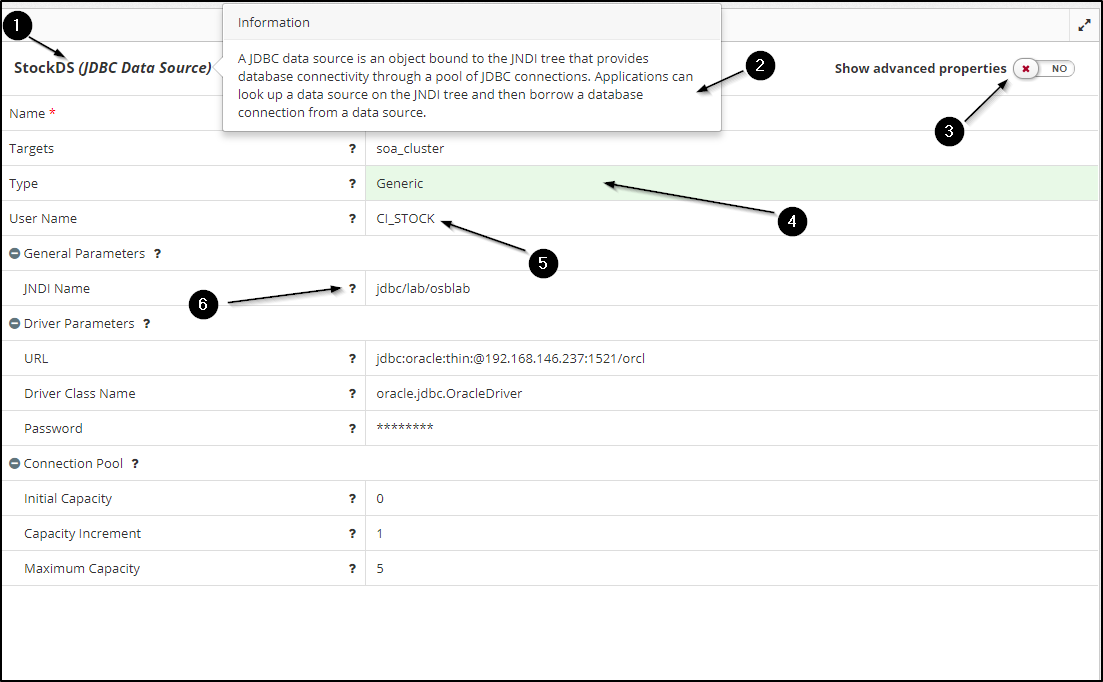 1
Information
StockDS (JDBC Data Source)
A JDBC data source is an object bound to the JNDI tree that provides
database connectivity through a pool of JDBC connections. Applications can
look up a data source on the JNDI tree and then borrow a database
connection from a data source.
2
Show advanced properties ✖ NO
3
Name *
Targets ? soa_cluster
Type ? Generic
4
User Name ? CI_STOCK
5
General Parameters ?
JNDI Name ? jdbc/lab/osblab
6
Driver Parameters ?
URL ? jdbc:oracle:thin:@192.168.146.237:1521/orcl
Driver Class Name ? oracle.jdbc.OracleDriver
Password ? ********
Connection Pool ?
Initial Capacity ? 0
Capacity Increment ? 1
Maximum Capacity ? 5